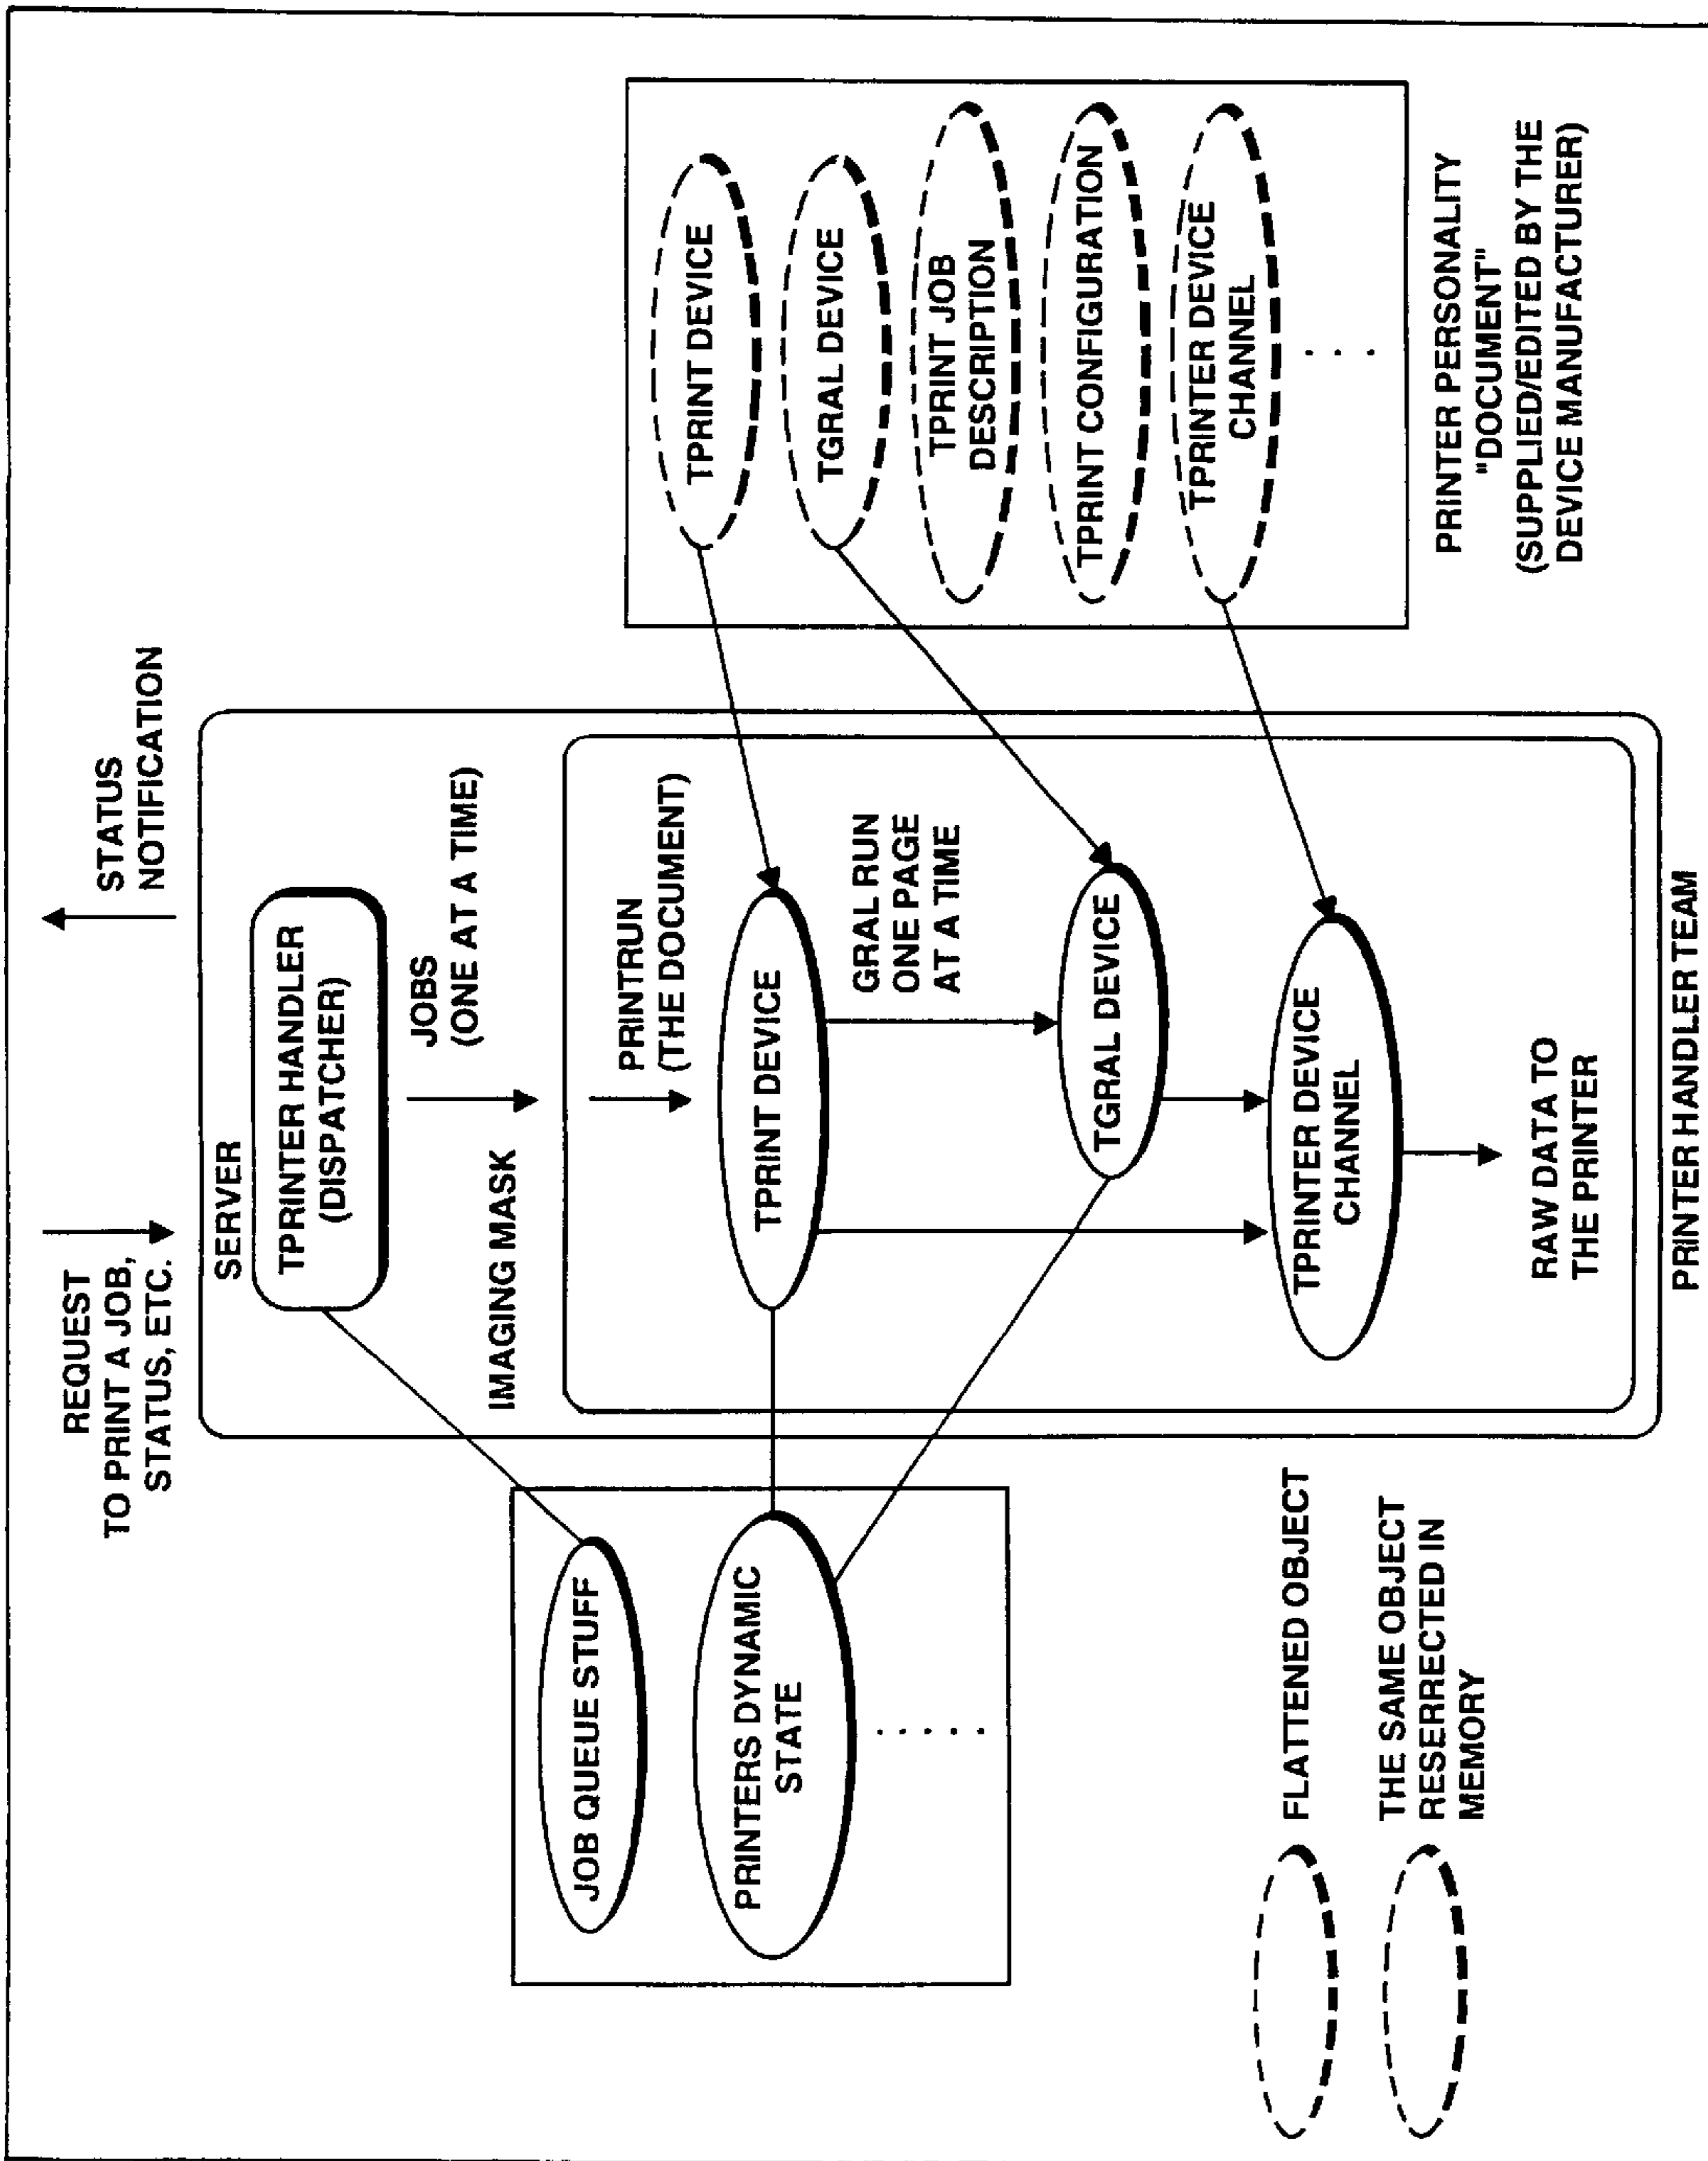 REQUEST
TO PRINT A JOB,
STATUS, ETC.
STATUS
NOTIFICATION
SERVER
TPRINTER HANDLER
(DISPATCHER)
JOBS
(ONE AT A TIME)
IMAGING MASK
PRINTRUN
(THE DOCUMENT)
TPRINT DEVICE
GRAL RUN
ONE PAGE
AT A TIME
TGRAL DEVICE
TPRINTER DEVICE
CHANNEL
RAW DATA TO
THE PRINTER
PRINTER HANDLER TEAM
JOB QUEUE STUFF
PRINTERS DYNAMIC
STATE
. . . . .
TPRINT DEVICE
TGRAL DEVICE
TPRINT JOB
DESCRIPTION
TPRINT CONFIGURATION
TPRINTER DEVICE
CHANNEL
. . .
PRINTER PERSONALITY
"DOCUMENT"
(SUPPLIED/EDITED BY THE
DEVICE MANUFACTURER)
FLATTENED OBJECT
THE SAME OBJECT
RESERRECTED IN
MEMORY